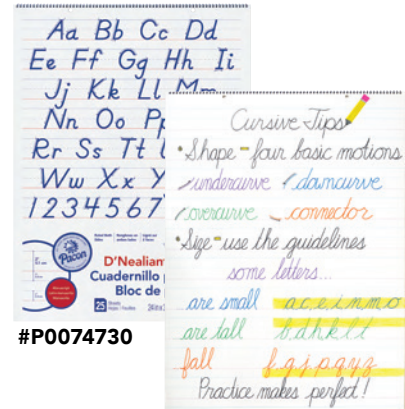 Aa Bb Cc Dd
Ee Ff Gg Hh Ii
Jj Kk Ll Mm
Nn Oo Pp
Rr Ss Tt
Ww Xx Y
1234567
Pacon
D'Nealian
Cuadernillo
Bloc de
25
#P0074730
Cursive Tips
• Shape - four basic motions
undercurve downcurve
overcurve connector
• Size - use the guidelines
some letters...
are small a c e i n m o
are tall b d h k l t
fall f g j p q y z
Practice makes perfect!